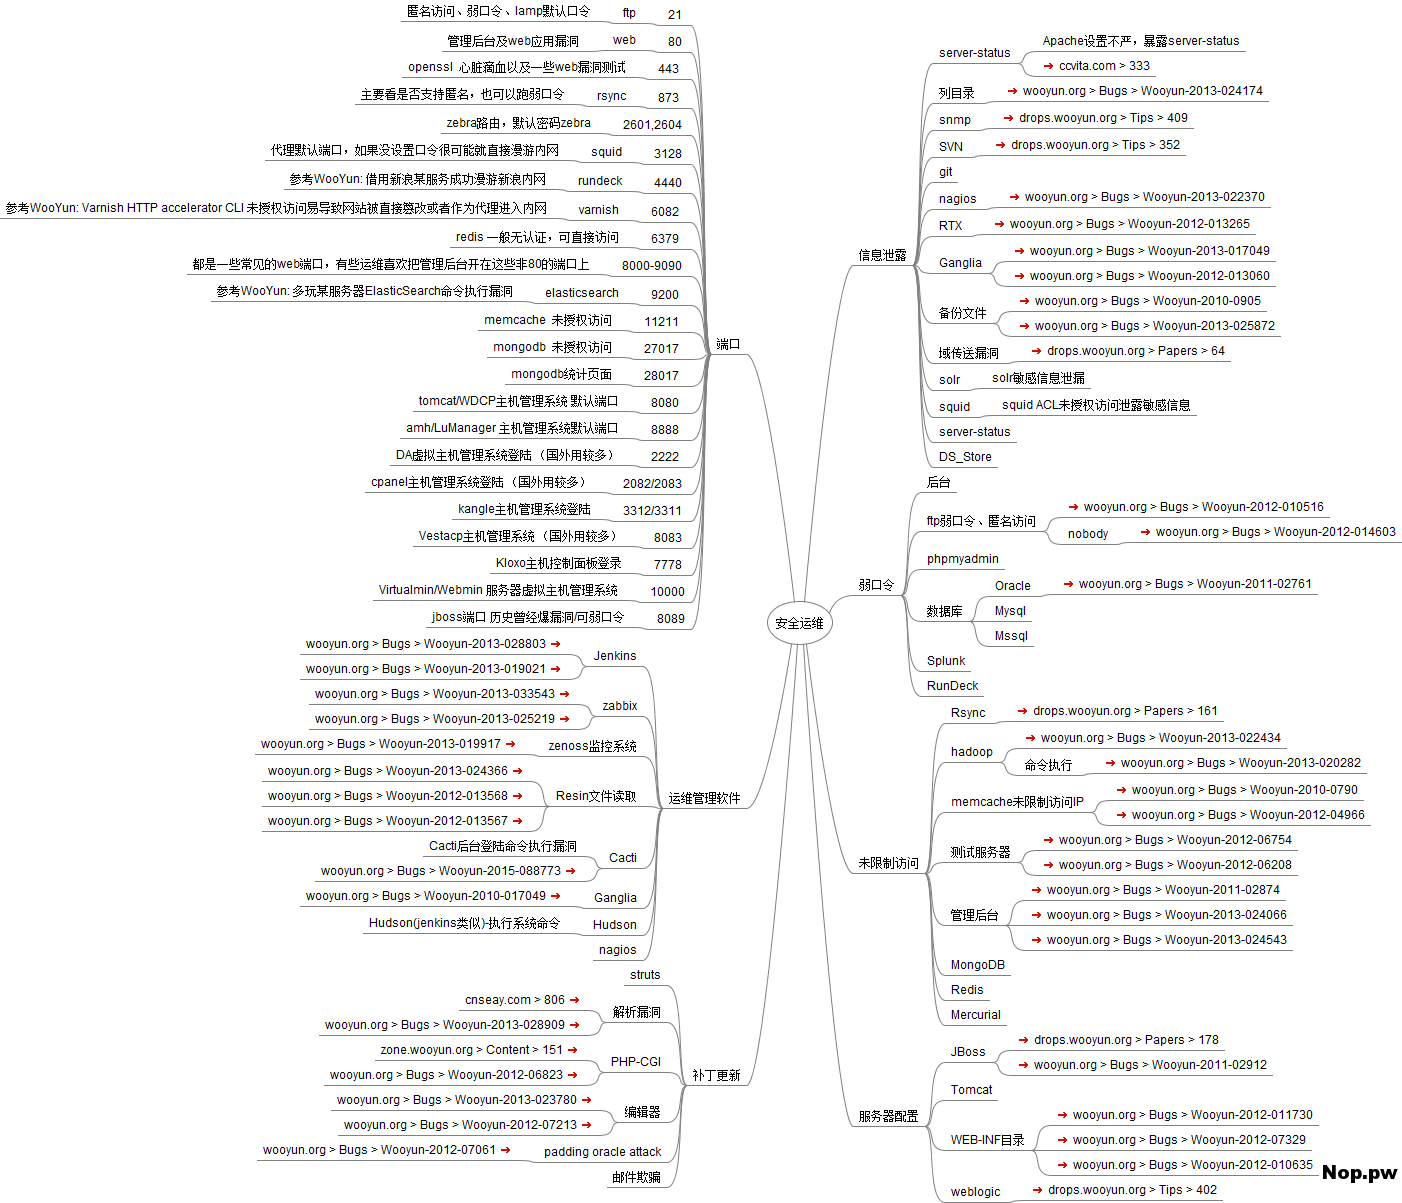 安全运维
端口
匿名访问、弱口令、lamp默认口令 ftp 21
管理后台及web应用漏洞 web 80
openssl 心脏滴血以及一些web漏洞测试 443
主要看是否支持匿名，也可以跑弱口令 rsync 873
zebra路由，默认密码zebra 2601,2604
代理默认端口，如果没设置口令很可能就直接漫游内网 squid 3128
参考WooYun: 借用新浪某服务成功漫游新浪内网 rundeck 4440
参考WooYun: Varnish HTTP accelerator CLI 未授权访问易导致网站被直接篡改或者作为代理进入内网 varnish 6082
redis 一般无认证，可直接访问 6379
都是一些常见的web端口，有些运维喜欢把管理后台开在这些非80的端口上 8000-9090
参考WooYun: 多玩某服务器ElasticSearch命令执行漏洞 elasticsearch 9200
memcache 未授权访问 11211
mongodb 未授权访问 27017
mongodb统计页面 28017
tomcat/WDCP主机管理系统 默认端口 8080
amh/LuManager 主机管理系统默认端口 8888
DA虚拟主机管理系统登陆 （国外用较多） 2222
cpanel主机管理系统登陆 （国外用较多） 2082/2083
kangle主机管理系统登陆 3312/3311
Vestacp主机管理系统 （国外用较多） 8083
Kloxo主机控制面板登录 7778
Virtualmin/Webmin 服务器虚拟主机管理系统 10000
jboss端口 历史曾经爆漏洞/可弱口令 8089
运维管理软件
wooyun.org > Bugs > Wooyun-2013-028803
Jenkins
wooyun.org > Bugs > Wooyun-2013-019021
wooyun.org > Bugs > Wooyun-2013-033543
zabbix
wooyun.org > Bugs > Wooyun-2013-025219
wooyun.org > Bugs > Wooyun-2013-019917 zenoss监控系统
wooyun.org > Bugs > Wooyun-2013-024366
wooyun.org > Bugs > Wooyun-2012-013568 Resin文件读取
wooyun.org > Bugs > Wooyun-2012-013567
Cacti后台登陆命令执行漏洞
Cacti
wooyun.org > Bugs > Wooyun-2015-088773
wooyun.org > Bugs > Wooyun-2010-017049 Ganglia
Hudson(jenkins类似)-执行系统命令 Hudson
nagios
补丁更新
struts
cnseay.com > 806
解析漏洞
wooyun.org > Bugs > Wooyun-2013-028909
zone.wooyun.org > Content > 151
PHP-CGI
wooyun.org > Bugs > Wooyun-2012-06823
wooyun.org > Bugs > Wooyun-2013-023780
编辑器
wooyun.org > Bugs > Wooyun-2012-07213
wooyun.org > Bugs > Wooyun-2012-07061 padding oracle attack
邮件欺骗
信息泄露
server-status
Apache设置不严，暴露server-status
ccvita.com > 333
列目录 wooyun.org > Bugs > Wooyun-2013-024174
snmp drops.wooyun.org > Tips > 409
SVN drops.wooyun.org > Tips > 352
git
nagios wooyun.org > Bugs > Wooyun-2013-022370
RTX wooyun.org > Bugs > Wooyun-2012-013265
Ganglia
wooyun.org > Bugs > Wooyun-2013-017049
wooyun.org > Bugs > Wooyun-2012-013060
备份文件
wooyun.org > Bugs > Wooyun-2010-0905
wooyun.org > Bugs > Wooyun-2013-025872
域传送漏洞 drops.wooyun.org > Papers > 64
solr solr敏感信息泄漏
squid squid ACL未授权访问泄露敏感信息
server-status
DS_Store
弱口令
后台
ftp弱口令、匿名访问
wooyun.org > Bugs > Wooyun-2012-010516
nobody wooyun.org > Bugs > Wooyun-2012-014603
phpmyadmin
数据库
Oracle wooyun.org > Bugs > Wooyun-2011-02761
Mysql
Mssql
Splunk
RunDeck
未限制访问
Rsync drops.wooyun.org > Papers > 161
hadoop
wooyun.org > Bugs > Wooyun-2013-022434
命令执行 wooyun.org > Bugs > Wooyun-2013-020282
memcache未限制访问IP
wooyun.org > Bugs > Wooyun-2010-0790
wooyun.org > Bugs > Wooyun-2012-04966
测试服务器
wooyun.org > Bugs > Wooyun-2012-06754
wooyun.org > Bugs > Wooyun-2012-06208
管理后台
wooyun.org > Bugs > Wooyun-2011-02874
wooyun.org > Bugs > Wooyun-2013-024066
wooyun.org > Bugs > Wooyun-2013-024543
MongoDB
Redis
Mercurial
服务器配置
JBoss
drops.wooyun.org > Papers > 178
wooyun.org > Bugs > Wooyun-2011-02912
Tomcat
WEB-INF目录
wooyun.org > Bugs > Wooyun-2012-011730
wooyun.org > Bugs > Wooyun-2012-07329
wooyun.org > Bugs > Wooyun-2012-010635
weblogic drops.wooyun.org > Tips > 402
Nop.pw